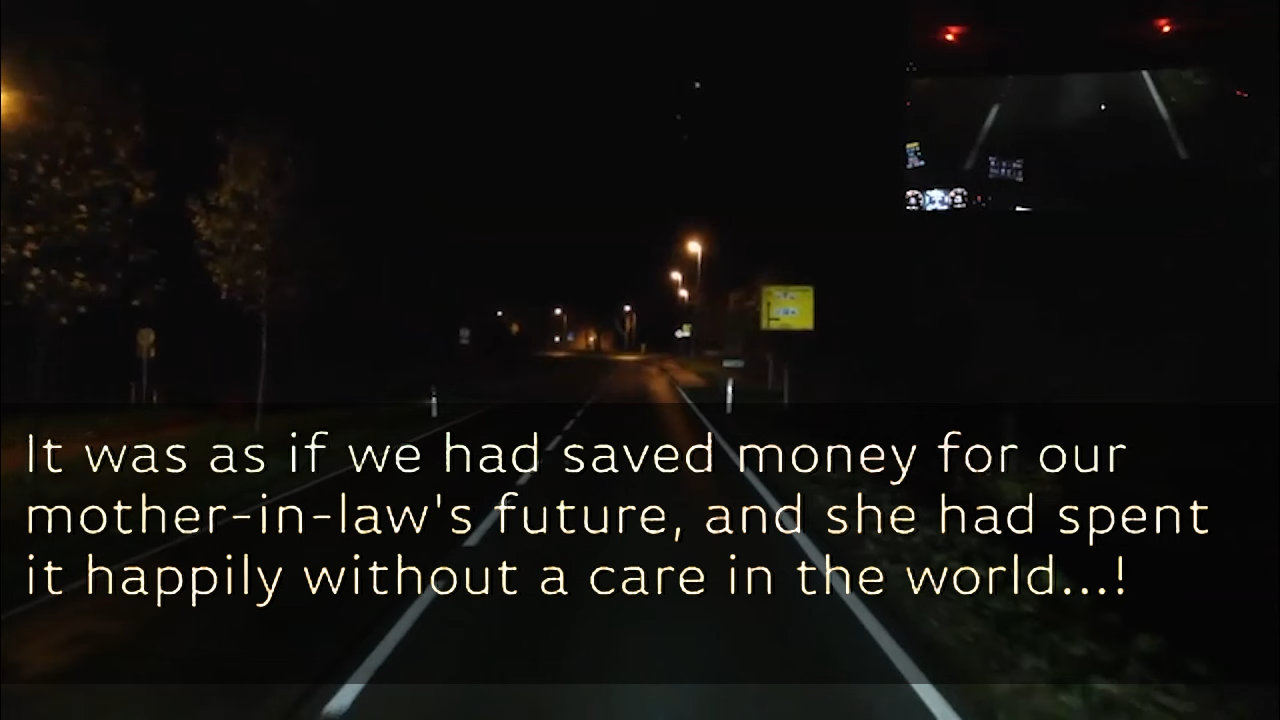 It was as if we had saved money for our
mother-in-law's future, and she had spent
it happily without a care in the world...!